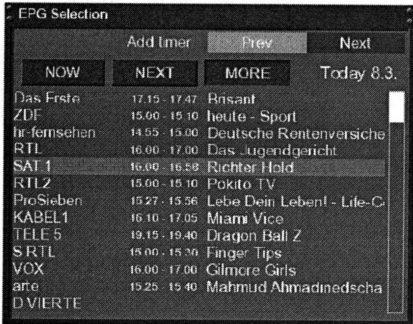 EPG Selection
Add timer Prev Next
NOW NEXT MORE Today 8.3.
Das Erste 17.15 - 17.47 Brisant
ZDF 15.00 - 15.10 heute - Sport
hr-fernsehen 14.55 - 15.00 Deutsche Rentenversiche
RTL 16.00 - 17.00 Das Jugendgericht
SAT.1 16.00 - 16.58 Richter Hold
RTL2 15.00 - 15.10 Pokito TV
ProSieben 15.27 - 15.56 Lebe Dein Leben! - Life-C
KABEL1 16.10 - 17.05 Miami Vice
TELE 5 19.15 - 19.40 Dragon Ball Z
S RTL 15.00 - 15.30 Finger Tips
VOX 16.00 - 17.00 Gilmore Girls
arte 15.25 - 15.40 Mahmud Ahmadinedscha
D VIERTE